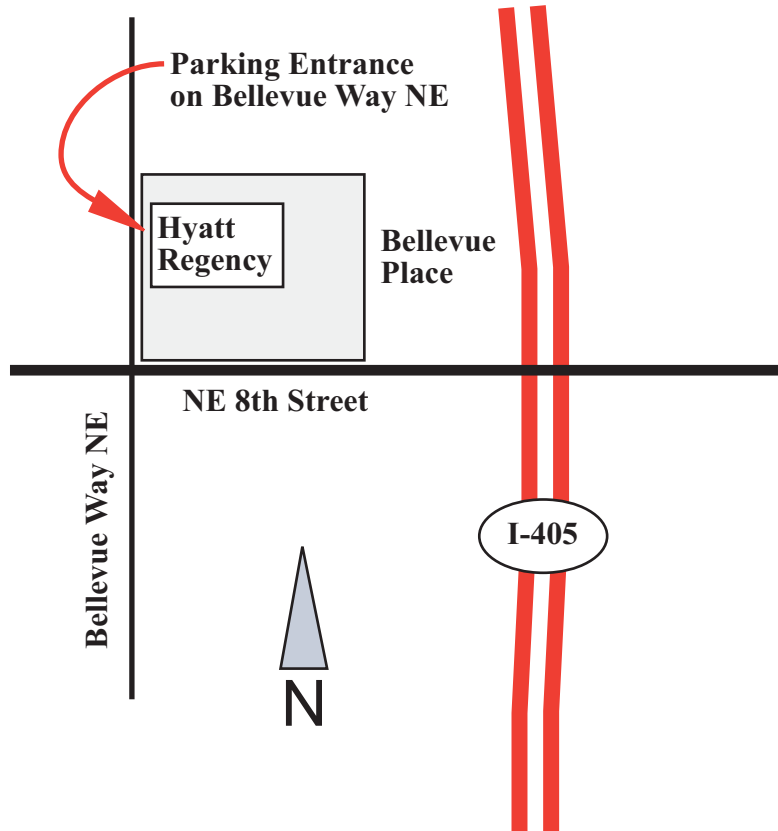 Parking Entrance
on Bellevue Way NE
Hyatt
Regency
Bellevue
Place
NE 8th Street
Bellevue Way NE
I-405
N